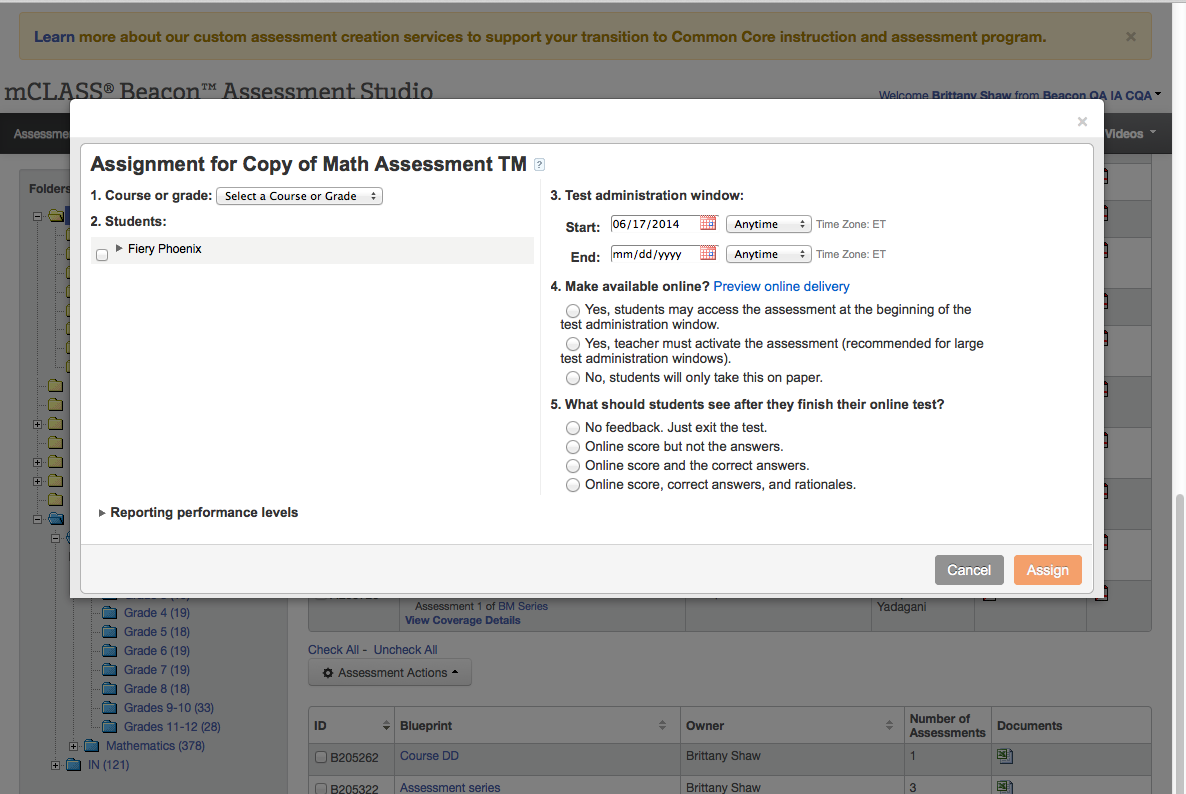 Learn more about our custom assessment creation services to support your transition to Common Core instruction and assessment program. ×
mCLASS® Beacon™ Assessment Studio
Welcome Brittany Shaw from Beacon QA IA CQA
Videos
Folders
×
Assignment for Copy of Math Assessment TM ?
1. Course or grade: Select a Course or Grade
2. Students:
Fiery Phoenix
3. Test administration window:
Start: 06/17/2014 Anytime Time Zone: ET
End: mm/dd/yyyy Anytime Time Zone: ET
4. Make available online? Preview online delivery
Yes, students may access the assessment at the beginning of the
test administration window.
Yes, teacher must activate the assessment (recommended for large
test administration windows).
No, students will only take this on paper.
5. What should students see after they finish their online test?
No feedback. Just exit the test.
Online score but not the answers.
Online score and the correct answers.
Online score, correct answers, and rationales.
Reporting performance levels
Cancel Assign
Grade 4 (19)
Grade 5 (18)
Grade 6 (19)
Grade 7 (19)
Grade 8 (18)
Grades 9-10 (33)
Grades 11-12 (28)
Mathematics (378)
IN (121)
Assessment 1 of BM Series
View Coverage Details
Yadagani
Check All - Uncheck All
Assessment Actions
ID Blueprint Owner Number of Assessments Documents
B205262 Course DD Brittany Shaw 1
B205322 Assessment series Brittany Shaw 3